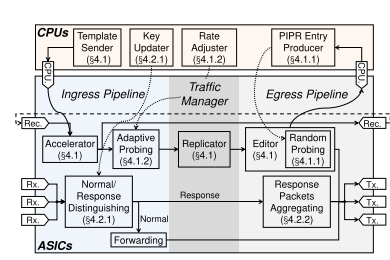 CPUs
Template
Sender
(§4.1)
Key
Updater
(§4.2.1)
Rate
Adjuster
(§4.1.2)
PIPR Entry
Producer
(§4.1.1)
CPU
CPU
Ingress Pipeline
Traffic
Manager
Egress Pipeline
Rec.
Rec.
Accelerator
(§4.1)
Adaptive
Probing
(§4.1.2)
Replicator
(§4.1)
Editor
(§4.1)
Random
Probing
(§4.1.1)
Rx.
Rx.
Rx.
Normal/
Response
Distinguishing
(§4.2.1)
Response
Response
Packets
Aggregating
(§4.2.2)
Tx.
Tx.
Tx.
Normal
Forwarding
ASICs